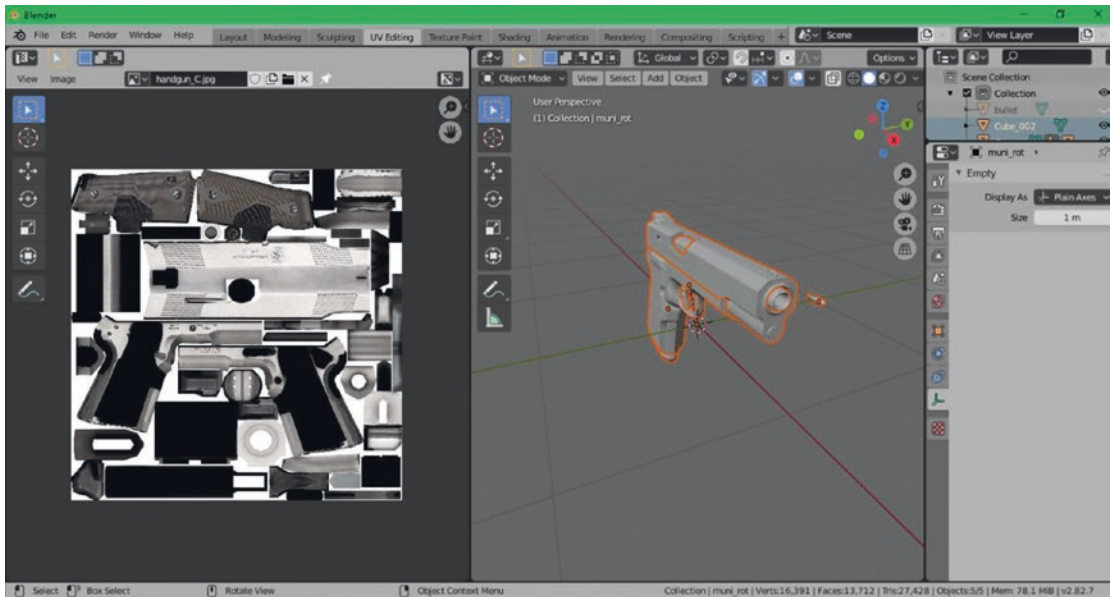 Blender
File Edit Render Window Help Layout Modeling Sculpting UV Editing Texture Paint Shading Animation Rendering Compositing Scripting + Scene View Layer
View Image handgun_C.jpg
Global Options
Object Mode View Select Add Object
User Perspective
(1) Collection | muni_rot
Scene Collection
Collection
bullet
Cube_002
muni_rot
Empty
Display As Plain Axes
Size 1 m
Z
Y
X
Select Box Select Rotate View Object Context Menu Collection | muni_rot | Verts:16,391 | Faces:13,712 | Tris:27,428 | Objects:5/5 | Mem: 78.1 MiB | v2.82.7